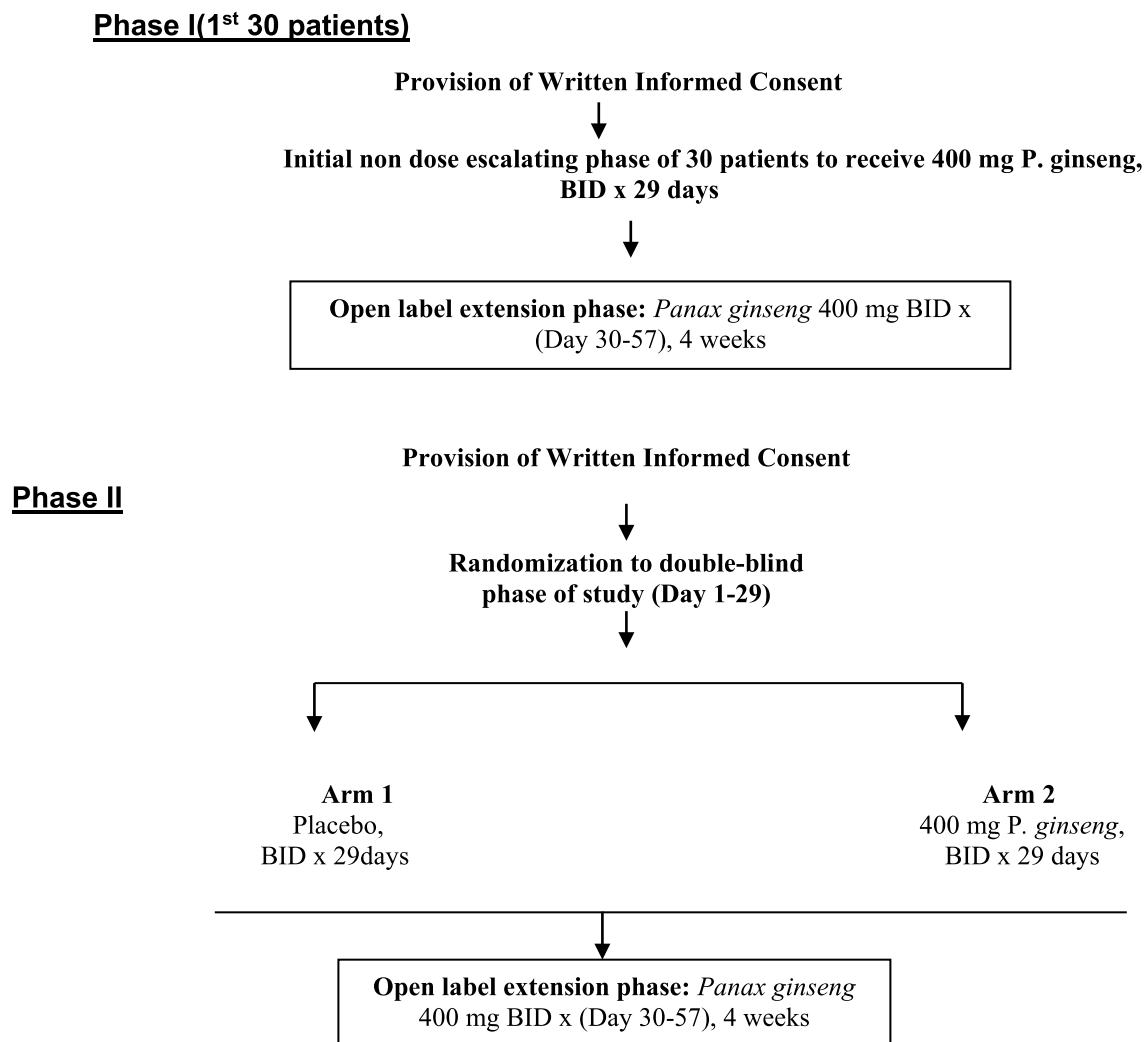 Phase I(1st 30 patients)
Provision of Written Informed Consent
Initial non dose escalating phase of 30 patients to receive 400 mg P. ginseng,
BID x 29 days
Open label extension phase: Panax ginseng 400 mg BID x
(Day 30-57), 4 weeks
Provision of Written Informed Consent
Phase II
Randomization to double-blind
phase of study (Day 1-29)
Arm 1
Placebo,
BID x 29days
Arm 2
400 mg P. ginseng,
BID x 29 days
Open label extension phase: Panax ginseng
400 mg BID x (Day 30-57), 4 weeks